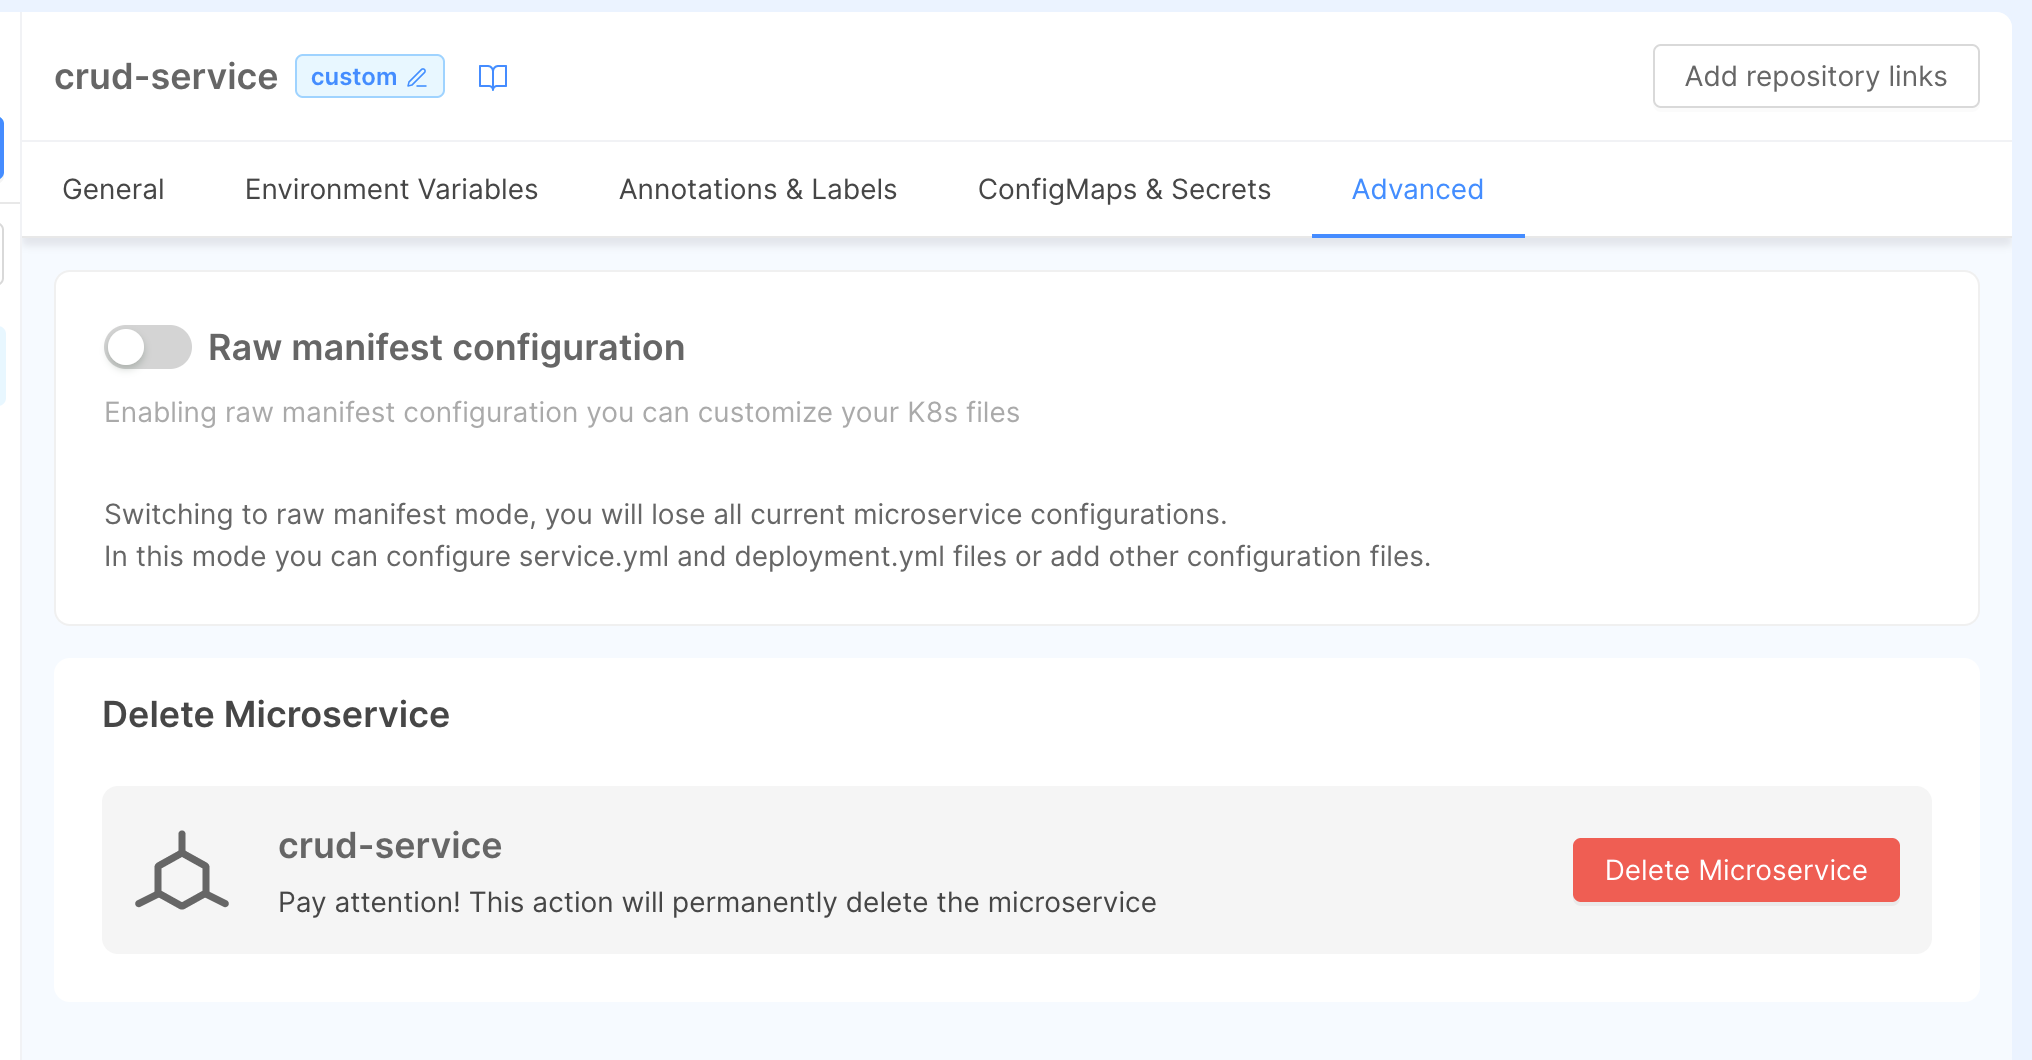 crud-service custom
Add repository links
General Environment Variables Annotations & Labels ConfigMaps & Secrets Advanced
Raw manifest configuration
Enabling raw manifest configuration you can customize your K8s files
Switching to raw manifest mode, you will lose all current microservice configurations.
In this mode you can configure service.yml and deployment.yml files or add other configuration files.
Delete Microservice
crud-service
Pay attention! This action will permanently delete the microservice
Delete Microservice